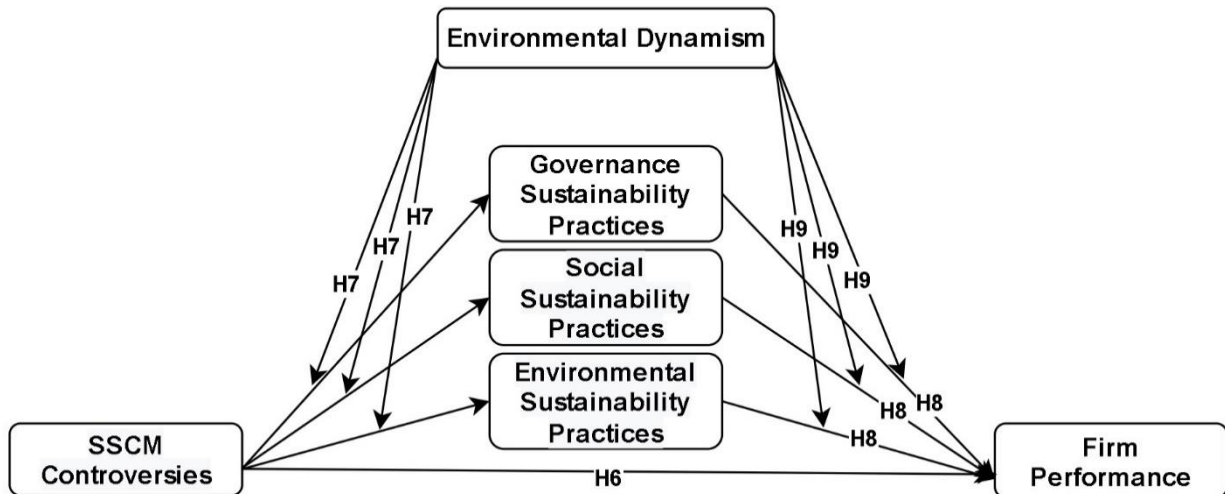 Environmental Dynamism
Governance
Sustainability
Practices
H7
H7
H7
H9
H9
H9
Social
Sustainability
Practices
Environmental
Sustainability
Practices
H8
H8
H8
SSCM
Controversies
H6
Firm
Performance